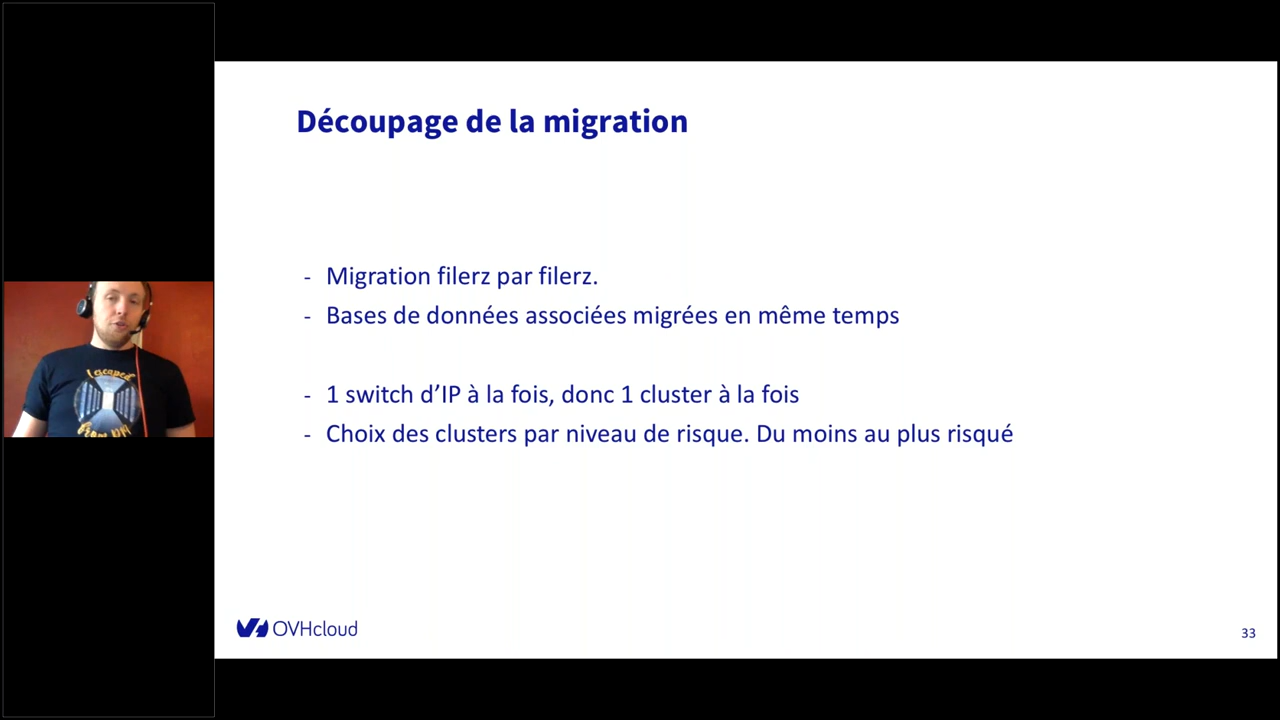 Découpage de la migration
- Migration filerz par filerz.
- Bases de données associées migrées en même temps
- 1 switch d’IP à la fois, donc 1 cluster à la fois
- Choix des clusters par niveau de risque. Du moins au plus risqué
I escaped
from
OVHcloud
33